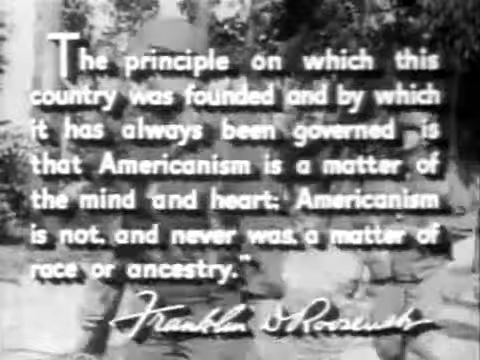 The principle on which this
country was founded and by which
it has always been governed is
that Americanism is a matter of
the mind and heart; Americanism
is not, and never was, a matter of
race or ancestry."
Franklin D Roosevelt